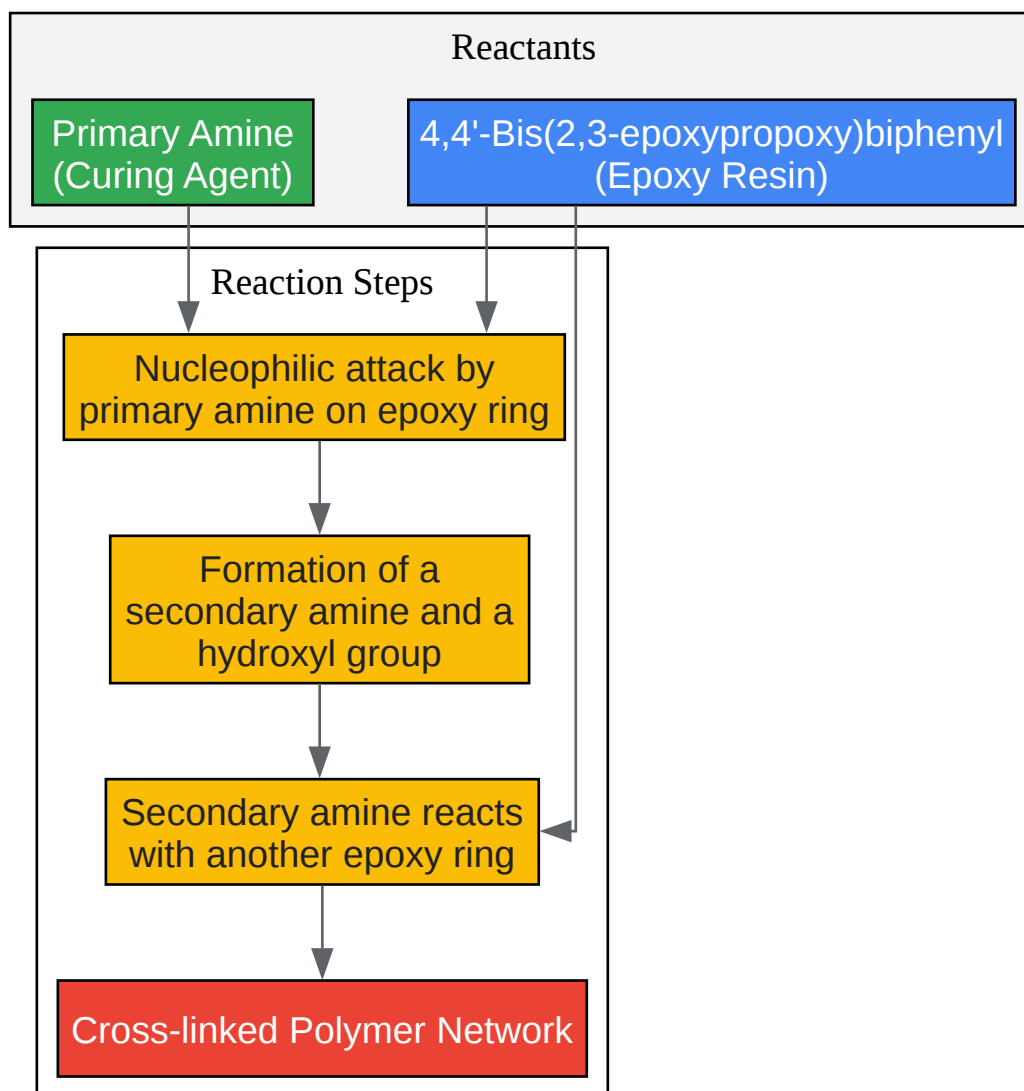 Reactants
Primary Amine
(Curing Agent)
4,4'-Bis(2,3-epoxypropoxy)biphenyl
(Epoxy Resin)
Reaction Steps
Nucleophilic attack by
primary amine on epoxy ring
Formation of a
secondary amine and a
hydroxyl group
Secondary amine reacts
with another epoxy ring
Cross-linked Polymer Network